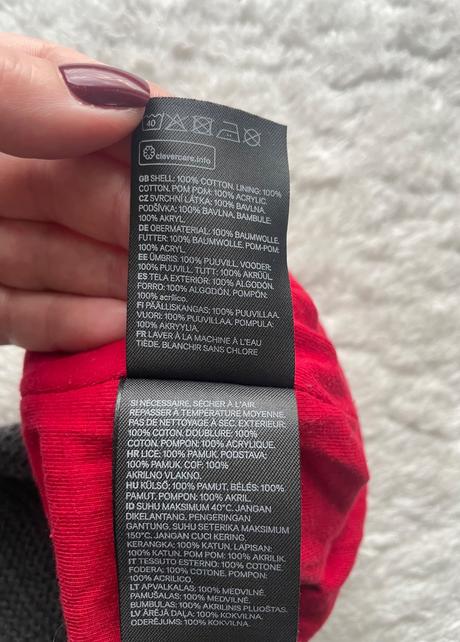 40
clevercare.info
GB SHELL: 100% COTTON. LINING: 100%
COTTON. POM POM: 100% ACRYLIC.
CZ SVRCHNÍ LÁTKA: 100% BAVLNA.
PODŠÍVKA: 100% BAVLNA. BAMBULE:
100% AKRYL.
DE OBERMATERIAL: 100% BAUMWOLLE.
FUTTER: 100% BAUMWOLLE. POM-POM:
100% ACRYL
EE ÜMBRIS: 100% PUUVILL. VOODER:
100% PUUVILL. TUTT: 100% AKRÜÜL.
ES TELA EXTERIOR: 100% ALGODÓN.
FORRO: 100% ALGODÓN. POMPÓN:
100% acrílico.
FI PÄÄLLISKANGAS: 100% PUUVILLAA.
VUORI: 100% PUUVILLAA. POMPULA:
100% AKRYYLIA.
FR LAVER À LA MACHINE À L'EAU
TIÈDE. BLANCHIR SANS CHLORE
SI NÉCESSAIRE. SÉCHER À L'AIR.
REPASSER À TEMPÉRATURE MOYENNE.
PAS DE NETTOYAGE À SEC. EXTERIEUR:
100% COTON. DOUBLURE: 100%
COTON. POMPON: 100% ACRYLIQUE.
HR LICE: 100% PAMUK. PODSTAVA:
100% PAMUK. COF: 100%
AKRILNO VLAKNO.
HU KÜLSŐ: 100% PAMUT. BÉLÉS: 100%
PAMUT. POMPON: 100% AKRIL.
ID SUHU MAKSIMUM 40°C. JANGAN
DIKELANTANG. PENGERINGAN
GANTUNG, SUHU SETERIKA MAKSIMUM
150°C. JANGAN CUCI KERING.
KERANGKA: 100% KATUN. LAPISAN:
100% KATUN. POM POM: 100% AKRILIK.
IT TESSUTO ESTERNO: 100% COTONE.
FODERA: 100% COTONE. POMPON:
100% ACRILICO.
LT APVALKALAS: 100% MEDVILNĖ.
PAMUŠALAS: 100% MEDVILNĖ.
BUMBULAS: 100% AKRILINIS PLUOŠTAS.
LV ĀRĒJĀ DAĻA: 100% KOKVILNA.
ODERĒJUMS: 100% KOKVILNA.